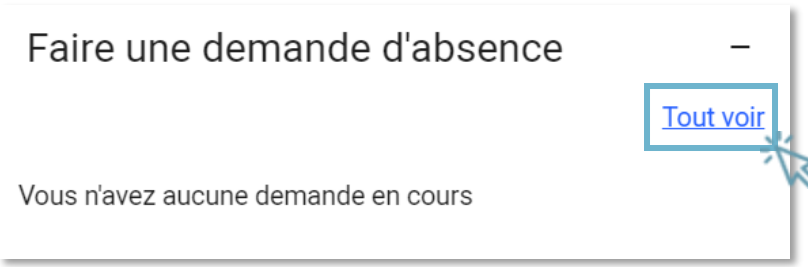 Faire une demande d'absence
Tout voir
Vous n'avez aucune demande en cours